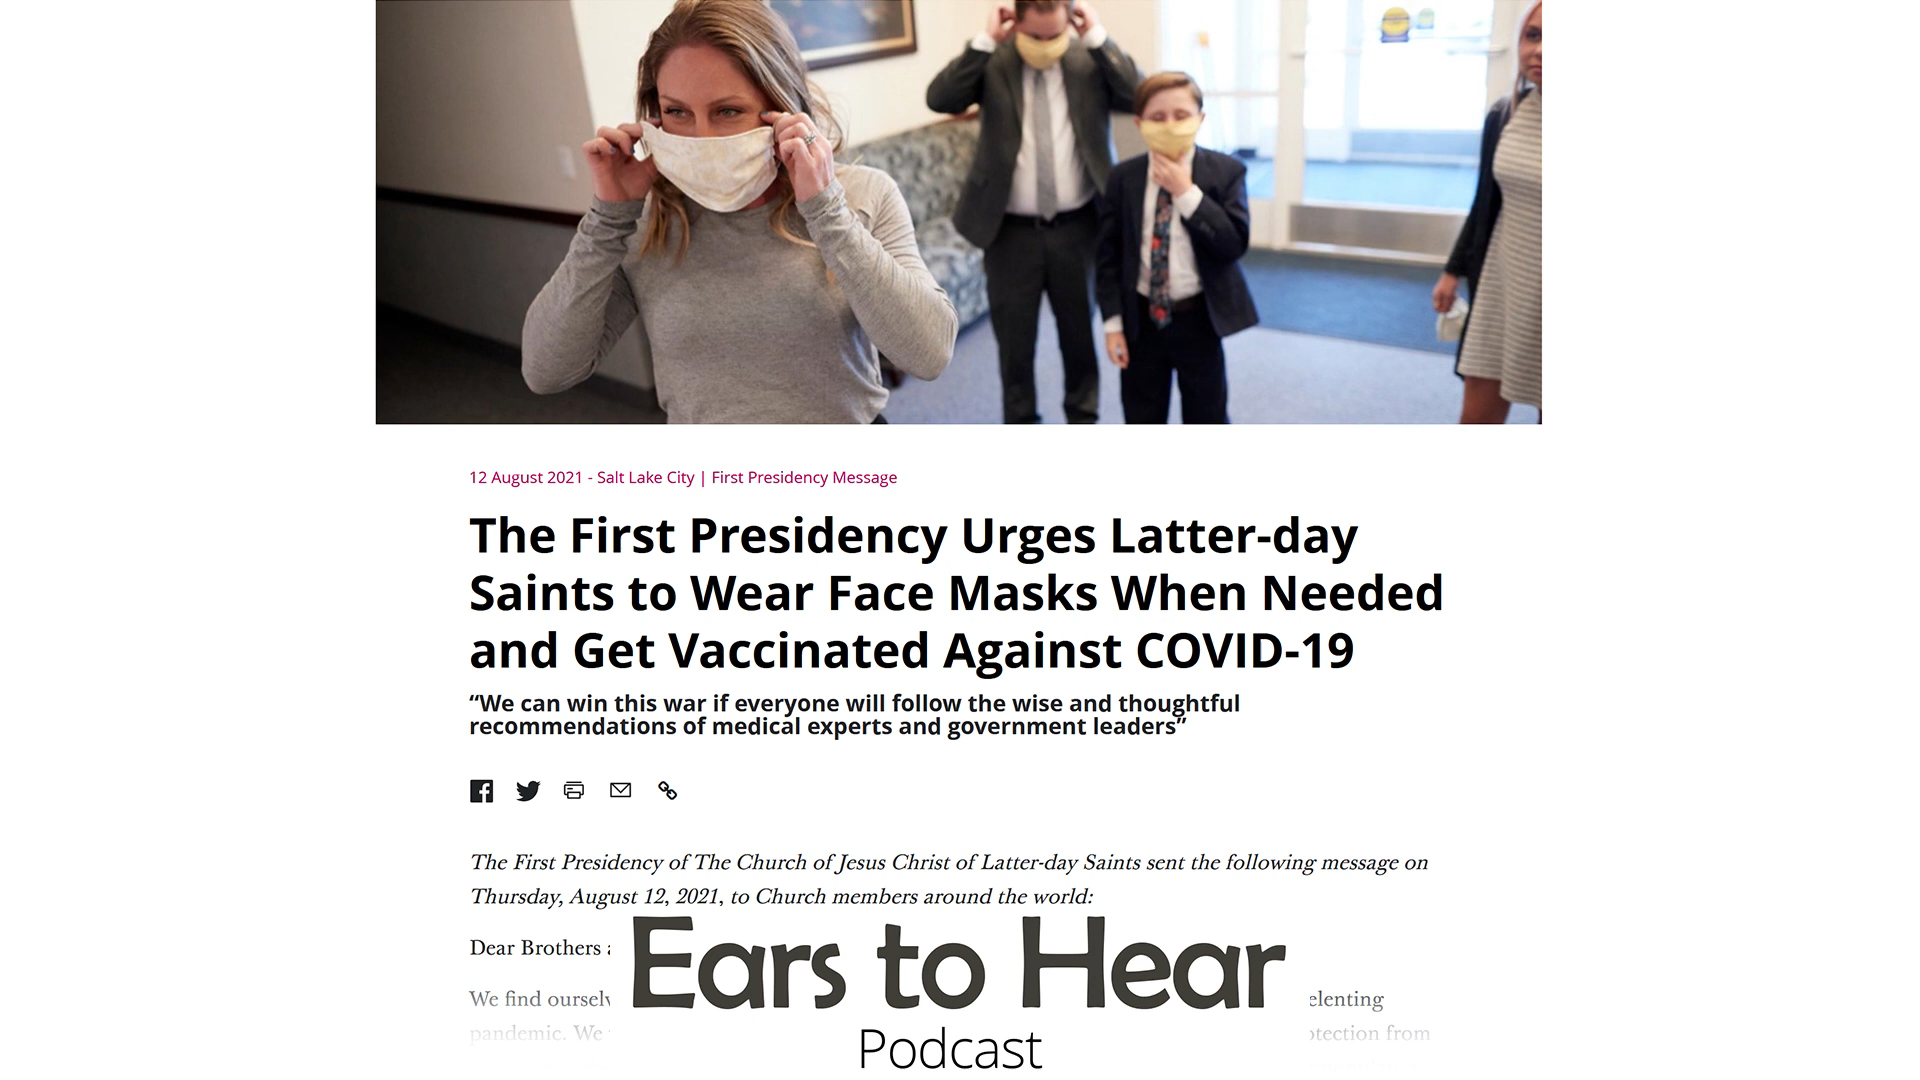 12 August 2021 - Salt Lake City | First Presidency Message
The First Presidency Urges Latter-day
Saints to Wear Face Masks When Needed
and Get Vaccinated Against COVID-19
“We can win this war if everyone will follow the wise and thoughtful
recommendations of medical experts and government leaders”
The First Presidency of The Church of Jesus Christ of Latter-day Saints sent the following message on
Thursday, August 12, 2021, to Church members around the world:
Dear Brothers
We find
pandemic. We
Ears to Hear
Podcast